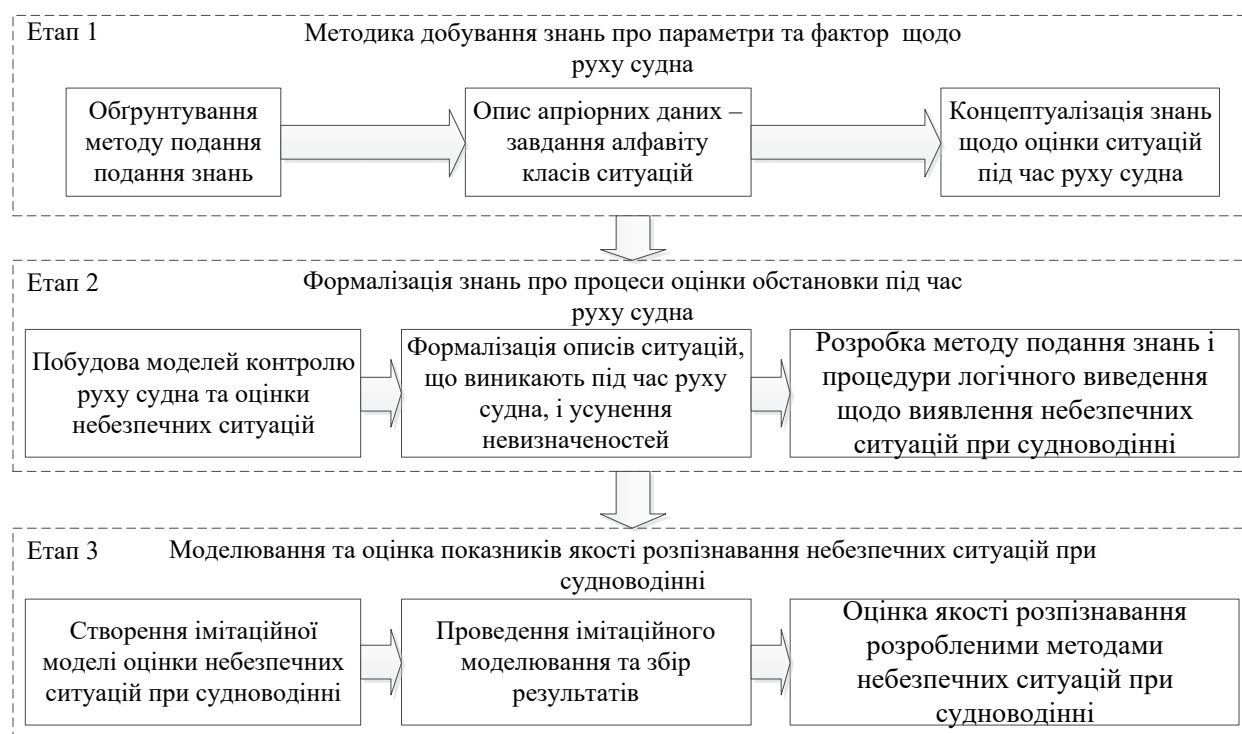 Етап 1
Методика добування знань про параметри та фактор щодо
руху судна
Обґрунтування
методу подання
подання знань
Опис апріорних даних –
завдання алфавіту
класів ситуацій
Концептуалізація знань
щодо оцінки ситуацій
під час руху судна
Етап 2
Формалізація знань про процеси оцінки обстановки під час
руху судна
Побудова моделей контролю
руху судна та оцінки
небезпечних ситуацій
Формалізація описів ситуацій,
що виникають під час руху
судна, і усунення
невизначеностей
Розробка методу подання знань і
процедури логічного виведення
щодо виявлення небезпечних
ситуацій при судноводінні
Етап 3
Моделювання та оцінка показників якості розпізнавання небезпечних ситуацій при
судноводінні
Створення імітаційної
моделі оцінки небезпечних
ситуацій при судноводінні
Проведення імітаційного
моделювання та збір
результатів
Оцінка якості розпізнавання
розробленими методами
небезпечних ситуацій при
судноводінні